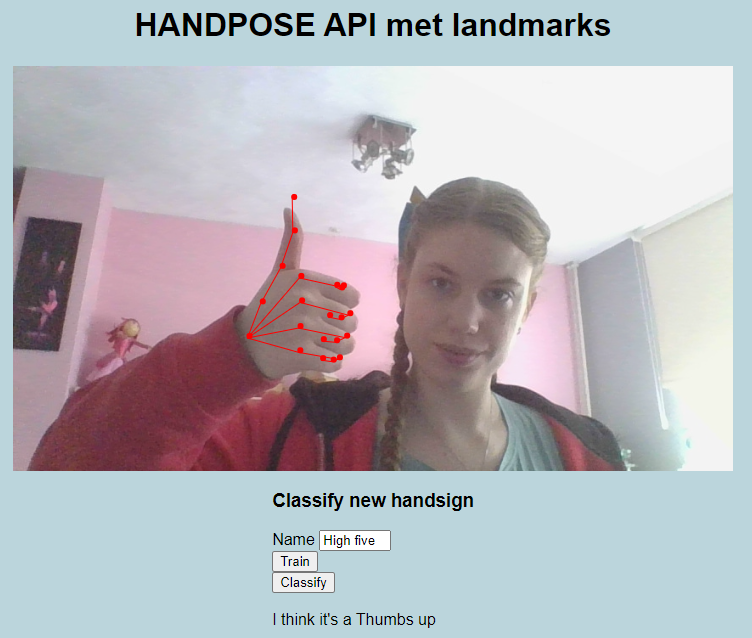 HANDPOSE API met landmarks
Classify new handsign
Name High five
Train
Classify
I think it's a Thumbs up